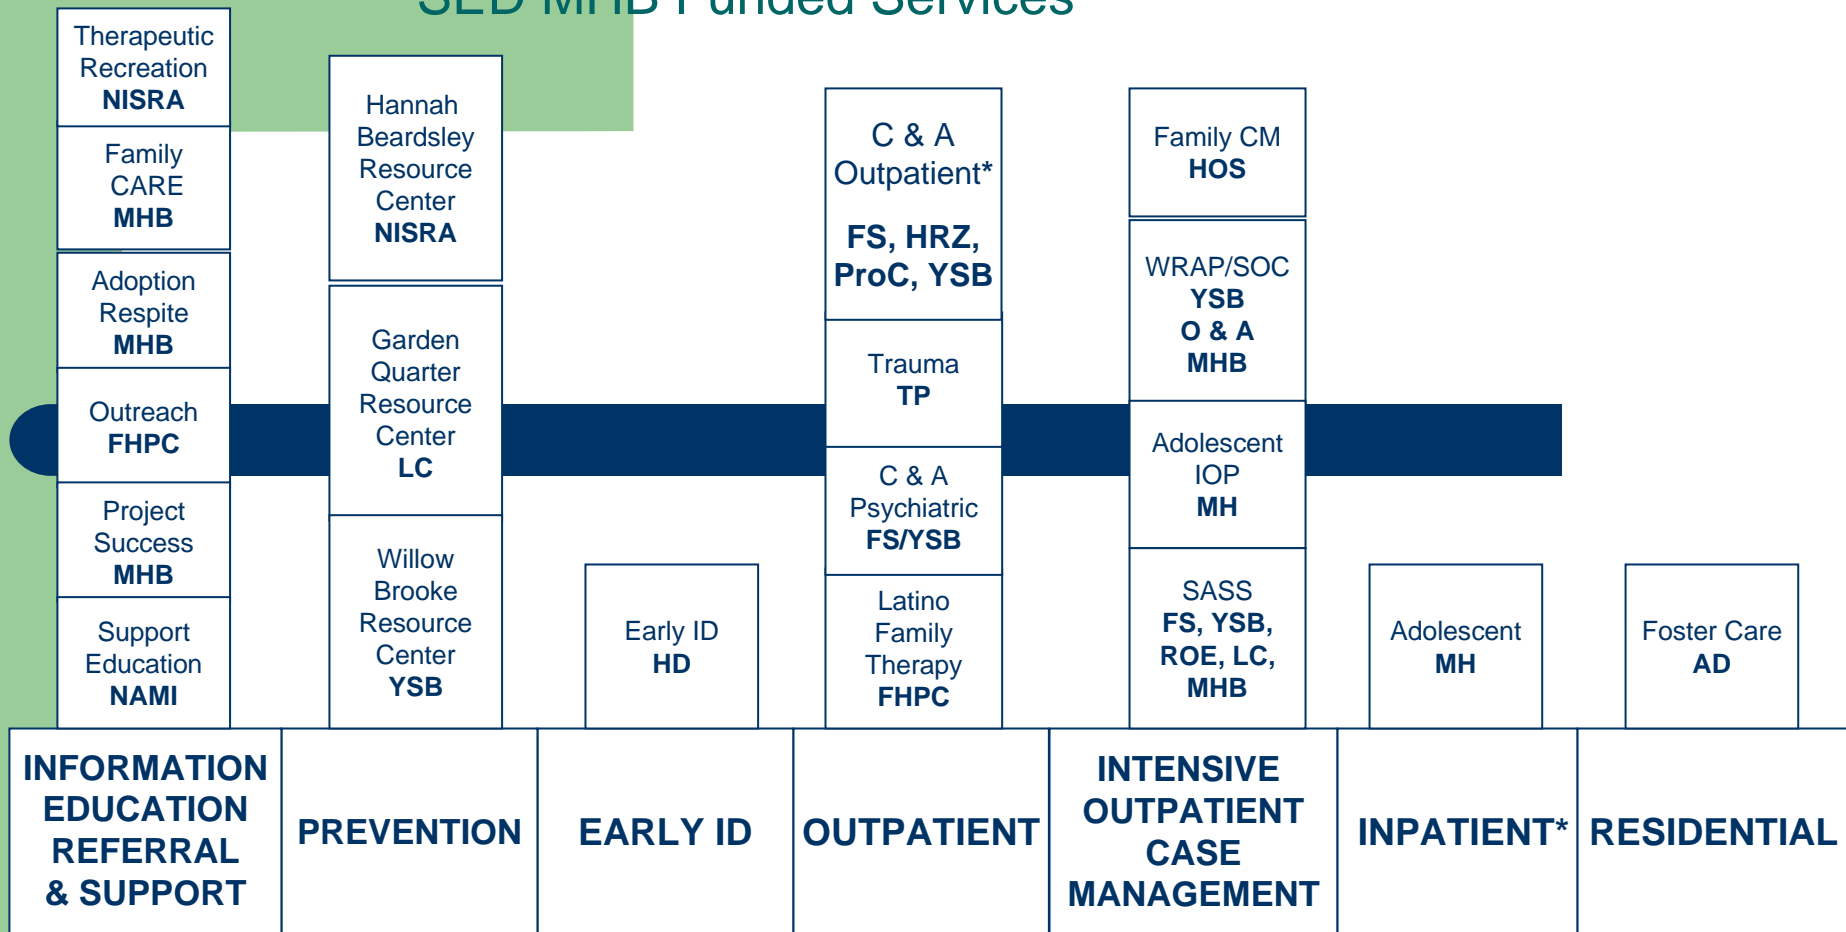 SED MHB Funded Services
Therapeutic
Recreation
NISRA
Family
CARE
MHB
Adoption
Respite
MHB
Outreach
FHPC
Project
Success
MHB
Support
Education
NAMI
INFORMATION
EDUCATION
REFERRAL
& SUPPORT
Hannah
Beardsley
Resource
Center
NISRA
Garden
Quarter
Resource
Center
LC
Willow
Brooke
Resource
Center
YSB
PREVENTION
Early ID
HD
EARLY ID
C & A
Outpatient*
FS, HRZ,
ProC, YSB
Trauma
TP
C & A
Psychiatric
FS/YSB
Latino
Family
Therapy
FHPC
OUTPATIENT
Family CM
HOS
WRAP/SOC
YSB
O & A
MHB
Adolescent
IOP
MH
SASS
FS, YSB,
ROE, LC,
MHB
INTENSIVE
OUTPATIENT
CASE
MANAGEMENT
Adolescent
MH
INPATIENT*
Foster Care
AD
RESIDENTIAL